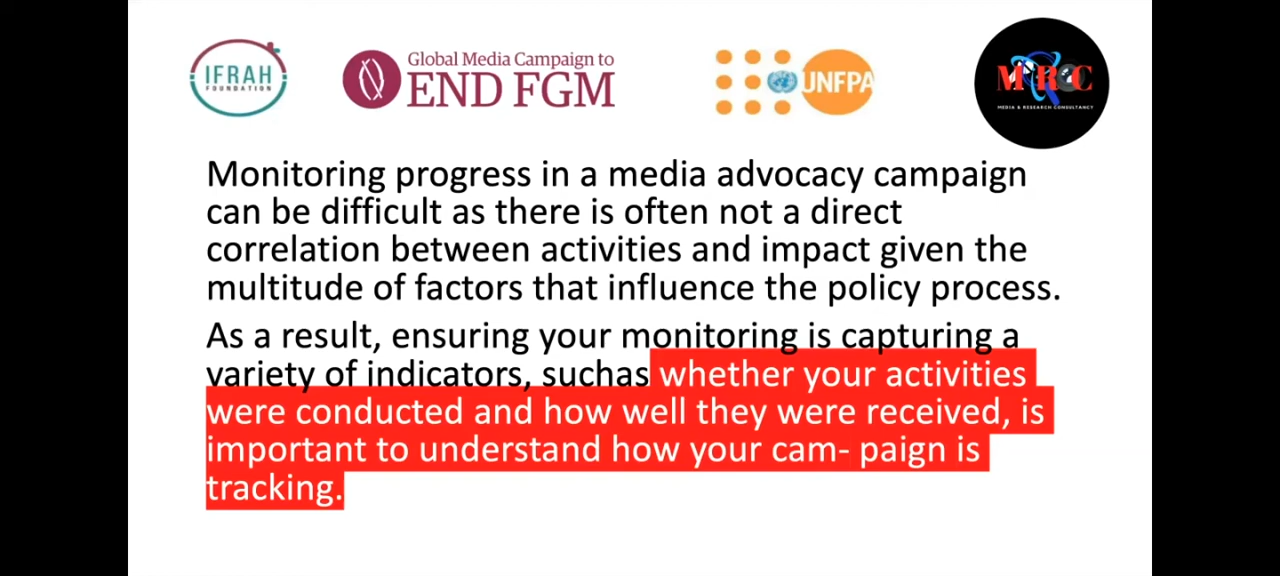 IFRAH
FOUNDATION
Global Media Campaign to
END FGM
UNFPA
MRC
MEDIA & RESEARCH CONSULTANCY
Monitoring progress in a media advocacy campaign
can be difficult as there is often not a direct
correlation between activities and impact given the
multitude of factors that influence the policy process.
As a result, ensuring your monitoring is capturing a
variety of indicators, suchas whether your activities
were conducted and how well they were received, is
important to understand how your cam- paign is
tracking.